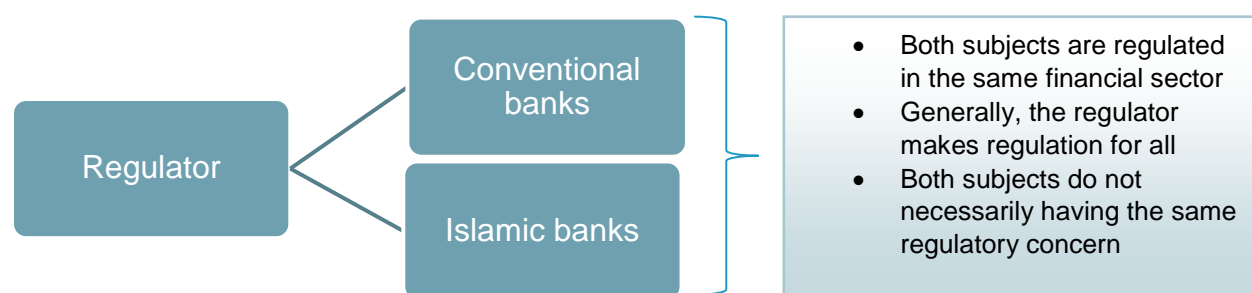 Regulator
Conventional
banks
Islamic banks
• Both subjects are regulated
in the same financial sector
• Generally, the regulator
makes regulation for all
• Both subjects do not
necessarily having the same
regulatory concern